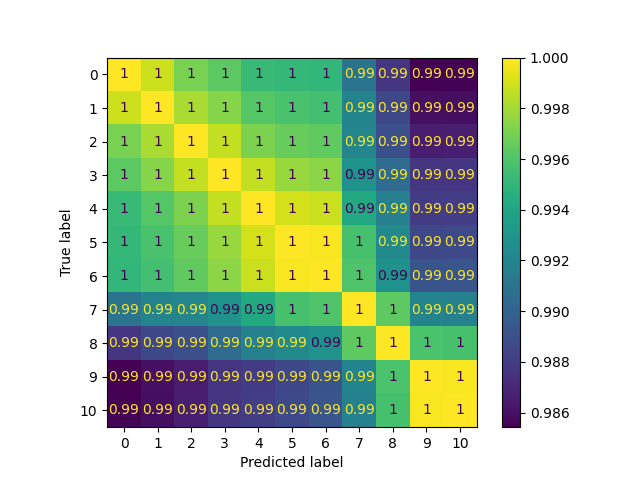 0 1 1 1 1 1 1 1 0.99 0.99 0.99 0.99
1 1 1 1 1 1 1 1 0.99 0.99 0.99 0.99
2 1 1 1 1 1 1 1 0.99 0.99 0.99 0.99
3 1 1 1 1 1 1 1 0.99 0.99 0.99 0.99
4 1 1 1 1 1 1 1 0.99 0.99 0.99 0.99
5 1 1 1 1 1 1 1 1 0.99 0.99 0.99
6 1 1 1 1 1 1 1 1 0.99 0.99 0.99
7 0.99 0.99 0.99 0.99 0.99 1 1 1 1 0.99 0.99
8 0.99 0.99 0.99 0.99 0.99 0.99 0.99 1 1 1 1
9 0.99 0.99 0.99 0.99 0.99 0.99 0.99 0.99 1 1 1
10 0.99 0.99 0.99 0.99 0.99 0.99 0.99 0.99 1 1 1
0 1 2 3 4 5 6 7 8 9 10
Predicted label
True label
1.000
0.998
0.996
0.994
0.992
0.990
0.988
0.986